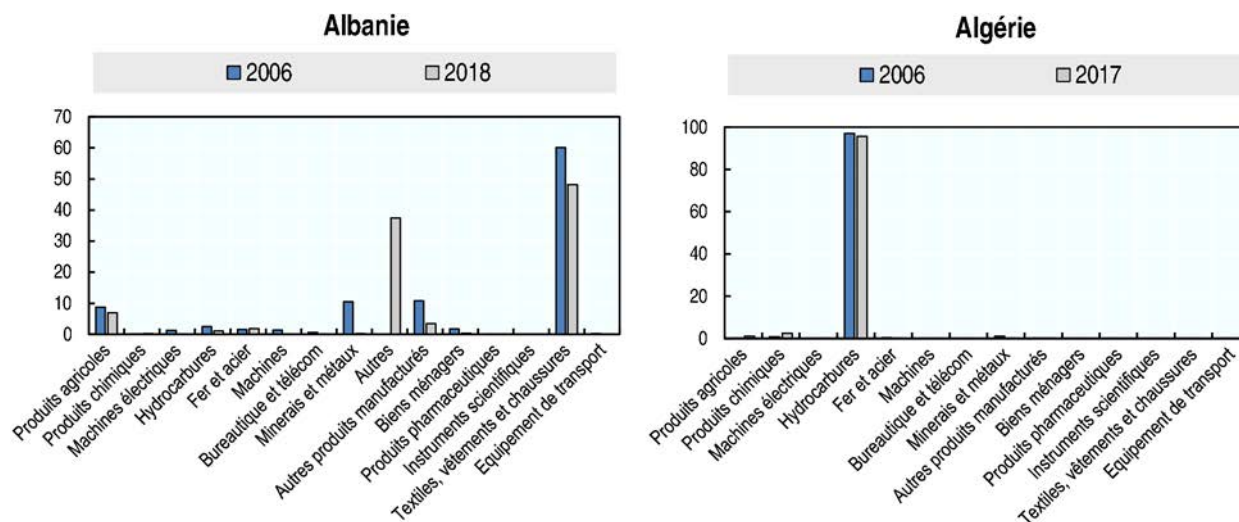 Albanie
2006 2018
70
60
50
40
30
20
10
0
Produits agricoles
Produits chimiques
Machines électriques
Hydrocarbures
Fer et acier
Machines
Bureautique et télécom
Minerais et métaux
Autres
Autres produits manufacturés
Biens ménagers
Produits pharmaceutiques
Instruments scientifiques
Textiles, vêtements et chaussures
Equipement de transport
Algérie
2006 2017
100
80
60
40
20
0
Produits agricoles
Produits chimiques
Machines électriques
Hydrocarbures
Fer et acier
Machines
Bureautique et télécom
Minerais et métaux
Autres produits manufacturés
Biens ménagers
Produits pharmaceutiques
Instruments scientifiques
Textiles, vêtements et chaussures
Equipement de transport